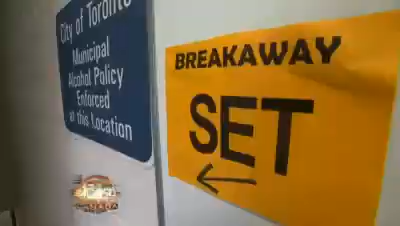 City of Toronto
Municipal
Alcohol Policy
Enforced
at this Location
BREAKAWAY
SET